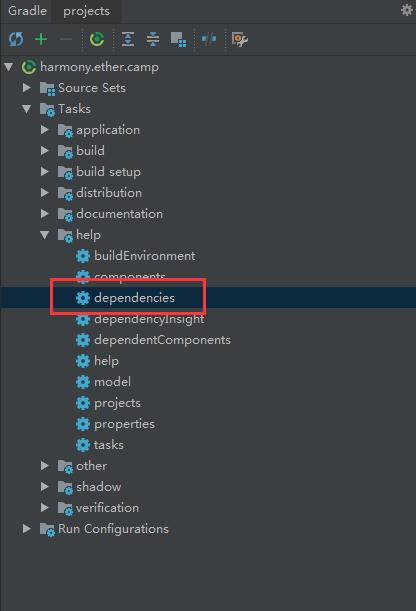 Gradle projects
harmony.ether.camp
Source Sets
Tasks
application
build
build setup
distribution
documentation
help
buildEnvironment
components
dependencies
dependencyInsight
dependentComponents
help
model
projects
properties
tasks
other
shadow
verification
Run Configurations